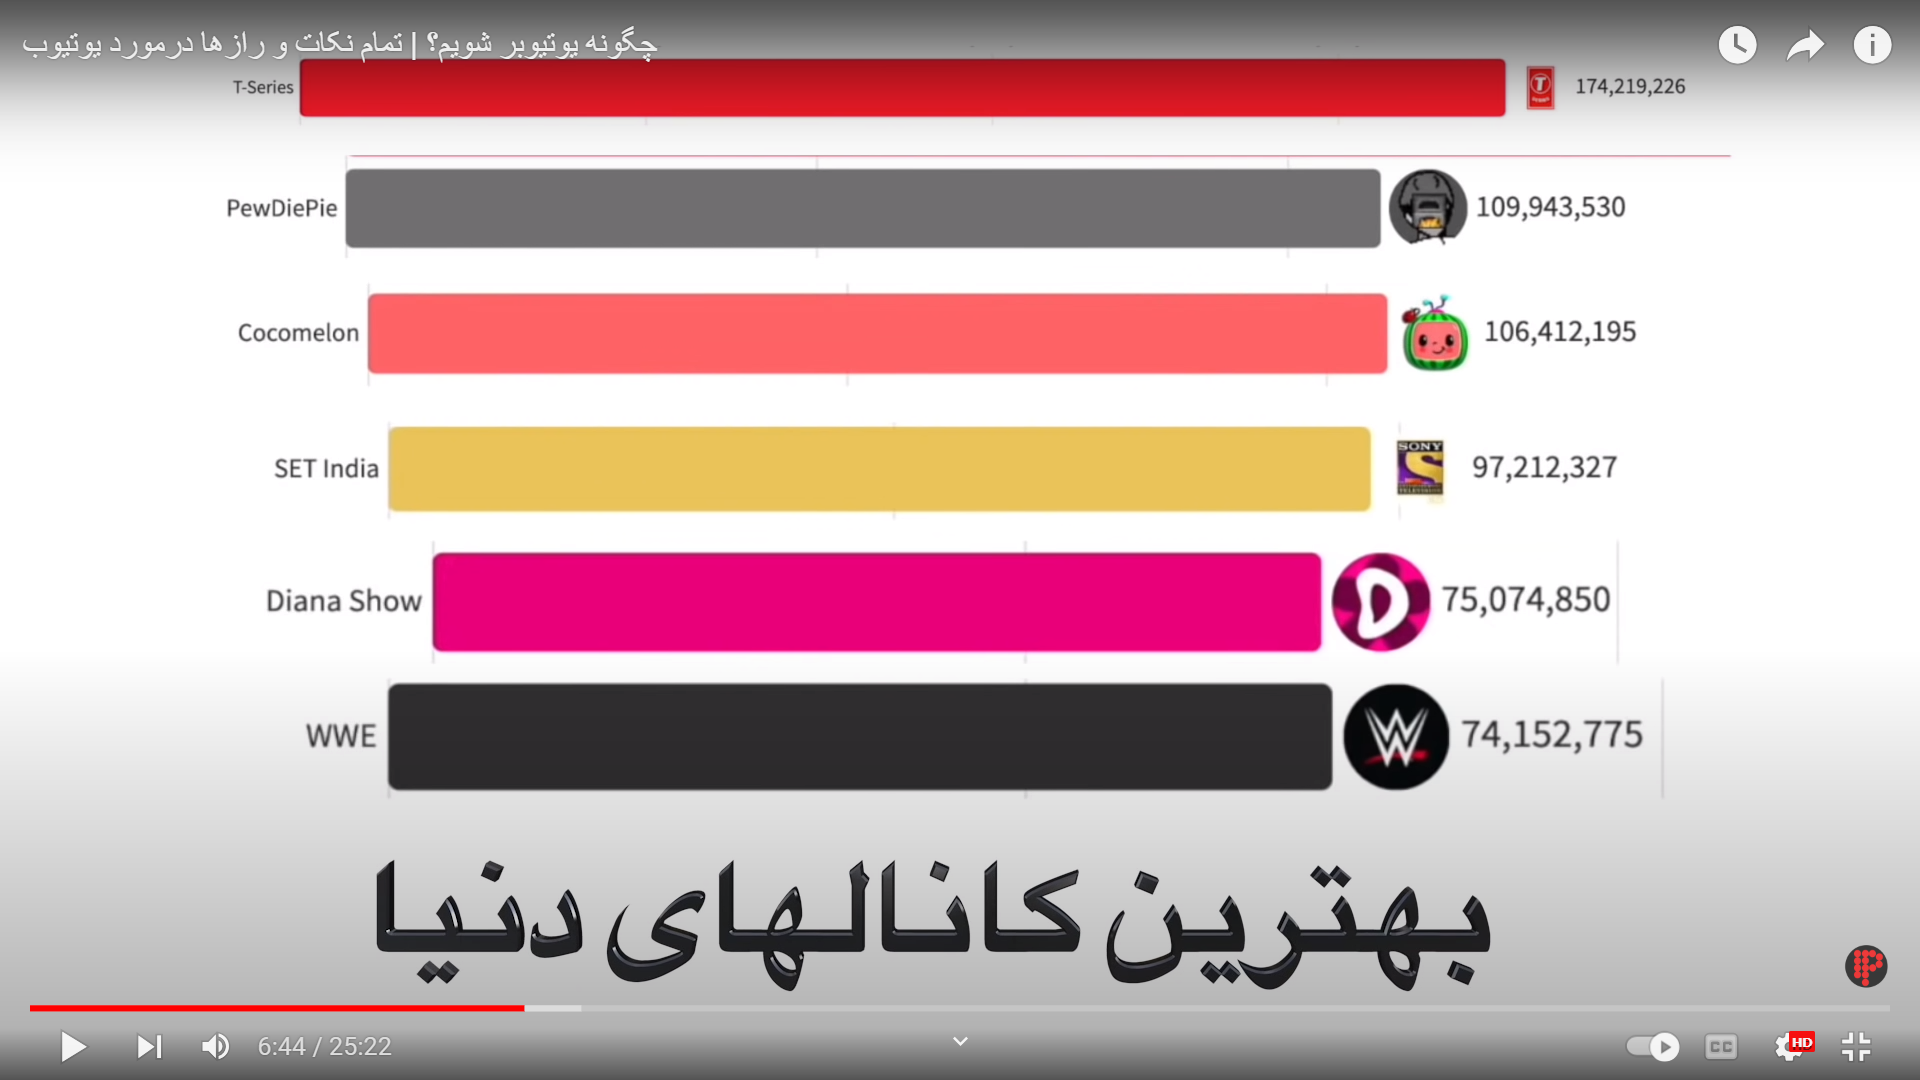 چگونه یوتیوبر شویم؟ | تمام نکات و رازها درمورد یوتیوب
T-Series 174,219,226
PewDiePie 109,943,530
Cocomelon 106,412,195
SET India SONY 97,212,327
Diana Show D 75,074,850
WWE W 74,152,775
بهترین کانالهای دنیا
6:44 / 25:22 CC HD